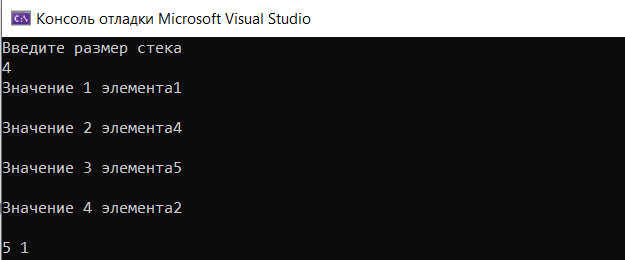 C:\ Консоль отладки Microsoft Visual Studio
Введите размер стека
4
Значение 1 элемента1
Значение 2 элемента4
Значение 3 элемента5
Значение 4 элемента2
5 1